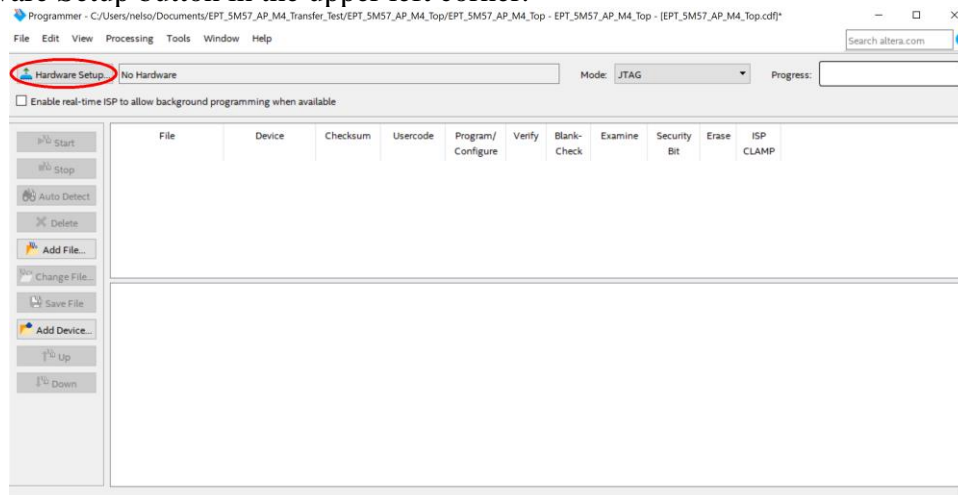 ware Setup button in the upper left corner.
Programmer - C:/Users/nelso/Documents/EPT_5M57_AP_M4_Transfer_Test/EPT_5M57_AP_M4_Top/EPT_5M57_AP_M4_Top - EPT_5M57_AP_M4_Top - [EPT_5M57_AP_M4_Top.cdf]*
File Edit View Processing Tools Window Help
Search altera.com
Hardware Setup... No Hardware Mode: JTAG Progress:
Enable real-time ISP to allow background programming when available
File Device Checksum Usercode Program/ Verify Blank- Examine Security Erase ISP
Configure Check Bit CLAMP
Start
Stop
Auto Detect
Delete
Add File...
Change File...
Save File
Add Device...
Up
Down